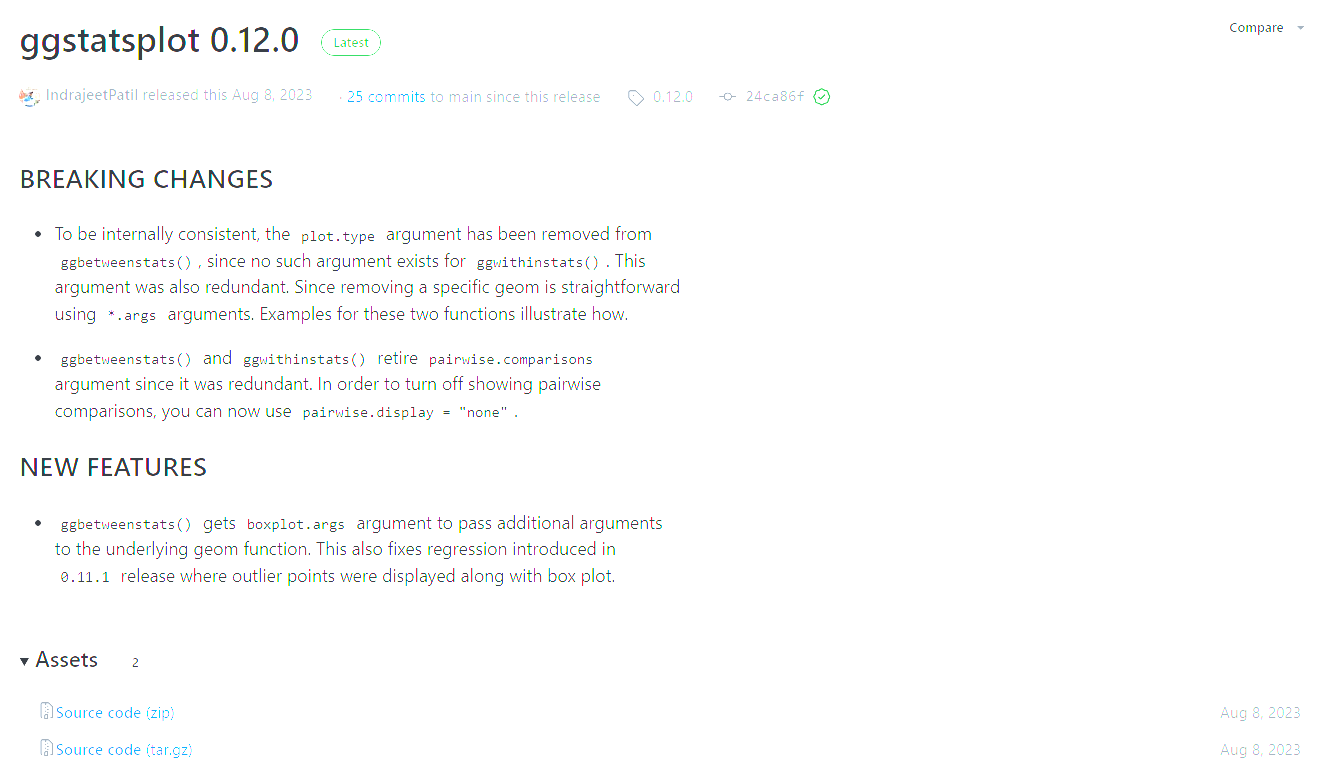 ggstatsplot 0.12.0 Latest Compare
IndrajeetPatil released this Aug 8, 2023 · 25 commits to main since this release 0.12.0 24ca86f
BREAKING CHANGES
• To be internally consistent, the plot.type argument has been removed from
ggbetweenstats() , since no such argument exists for ggwithinstats() . This
argument was also redundant. Since removing a specific geom is straightforward
using *.args arguments. Examples for these two functions illustrate how.
• ggbetweenstats() and ggwithinstats() retire pairwise.comparisons
argument since it was redundant. In order to turn off showing pairwise
comparisons, you can now use pairwise.display = "none" .
NEW FEATURES
• ggbetweenstats() gets boxplot.args argument to pass additional arguments
to the underlying geom function. This also fixes regression introduced in
0.11.1 release where outlier points were displayed along with box plot.
▾ Assets 2
Source code (zip) Aug 8, 2023
Source code (tar.gz) Aug 8, 2023